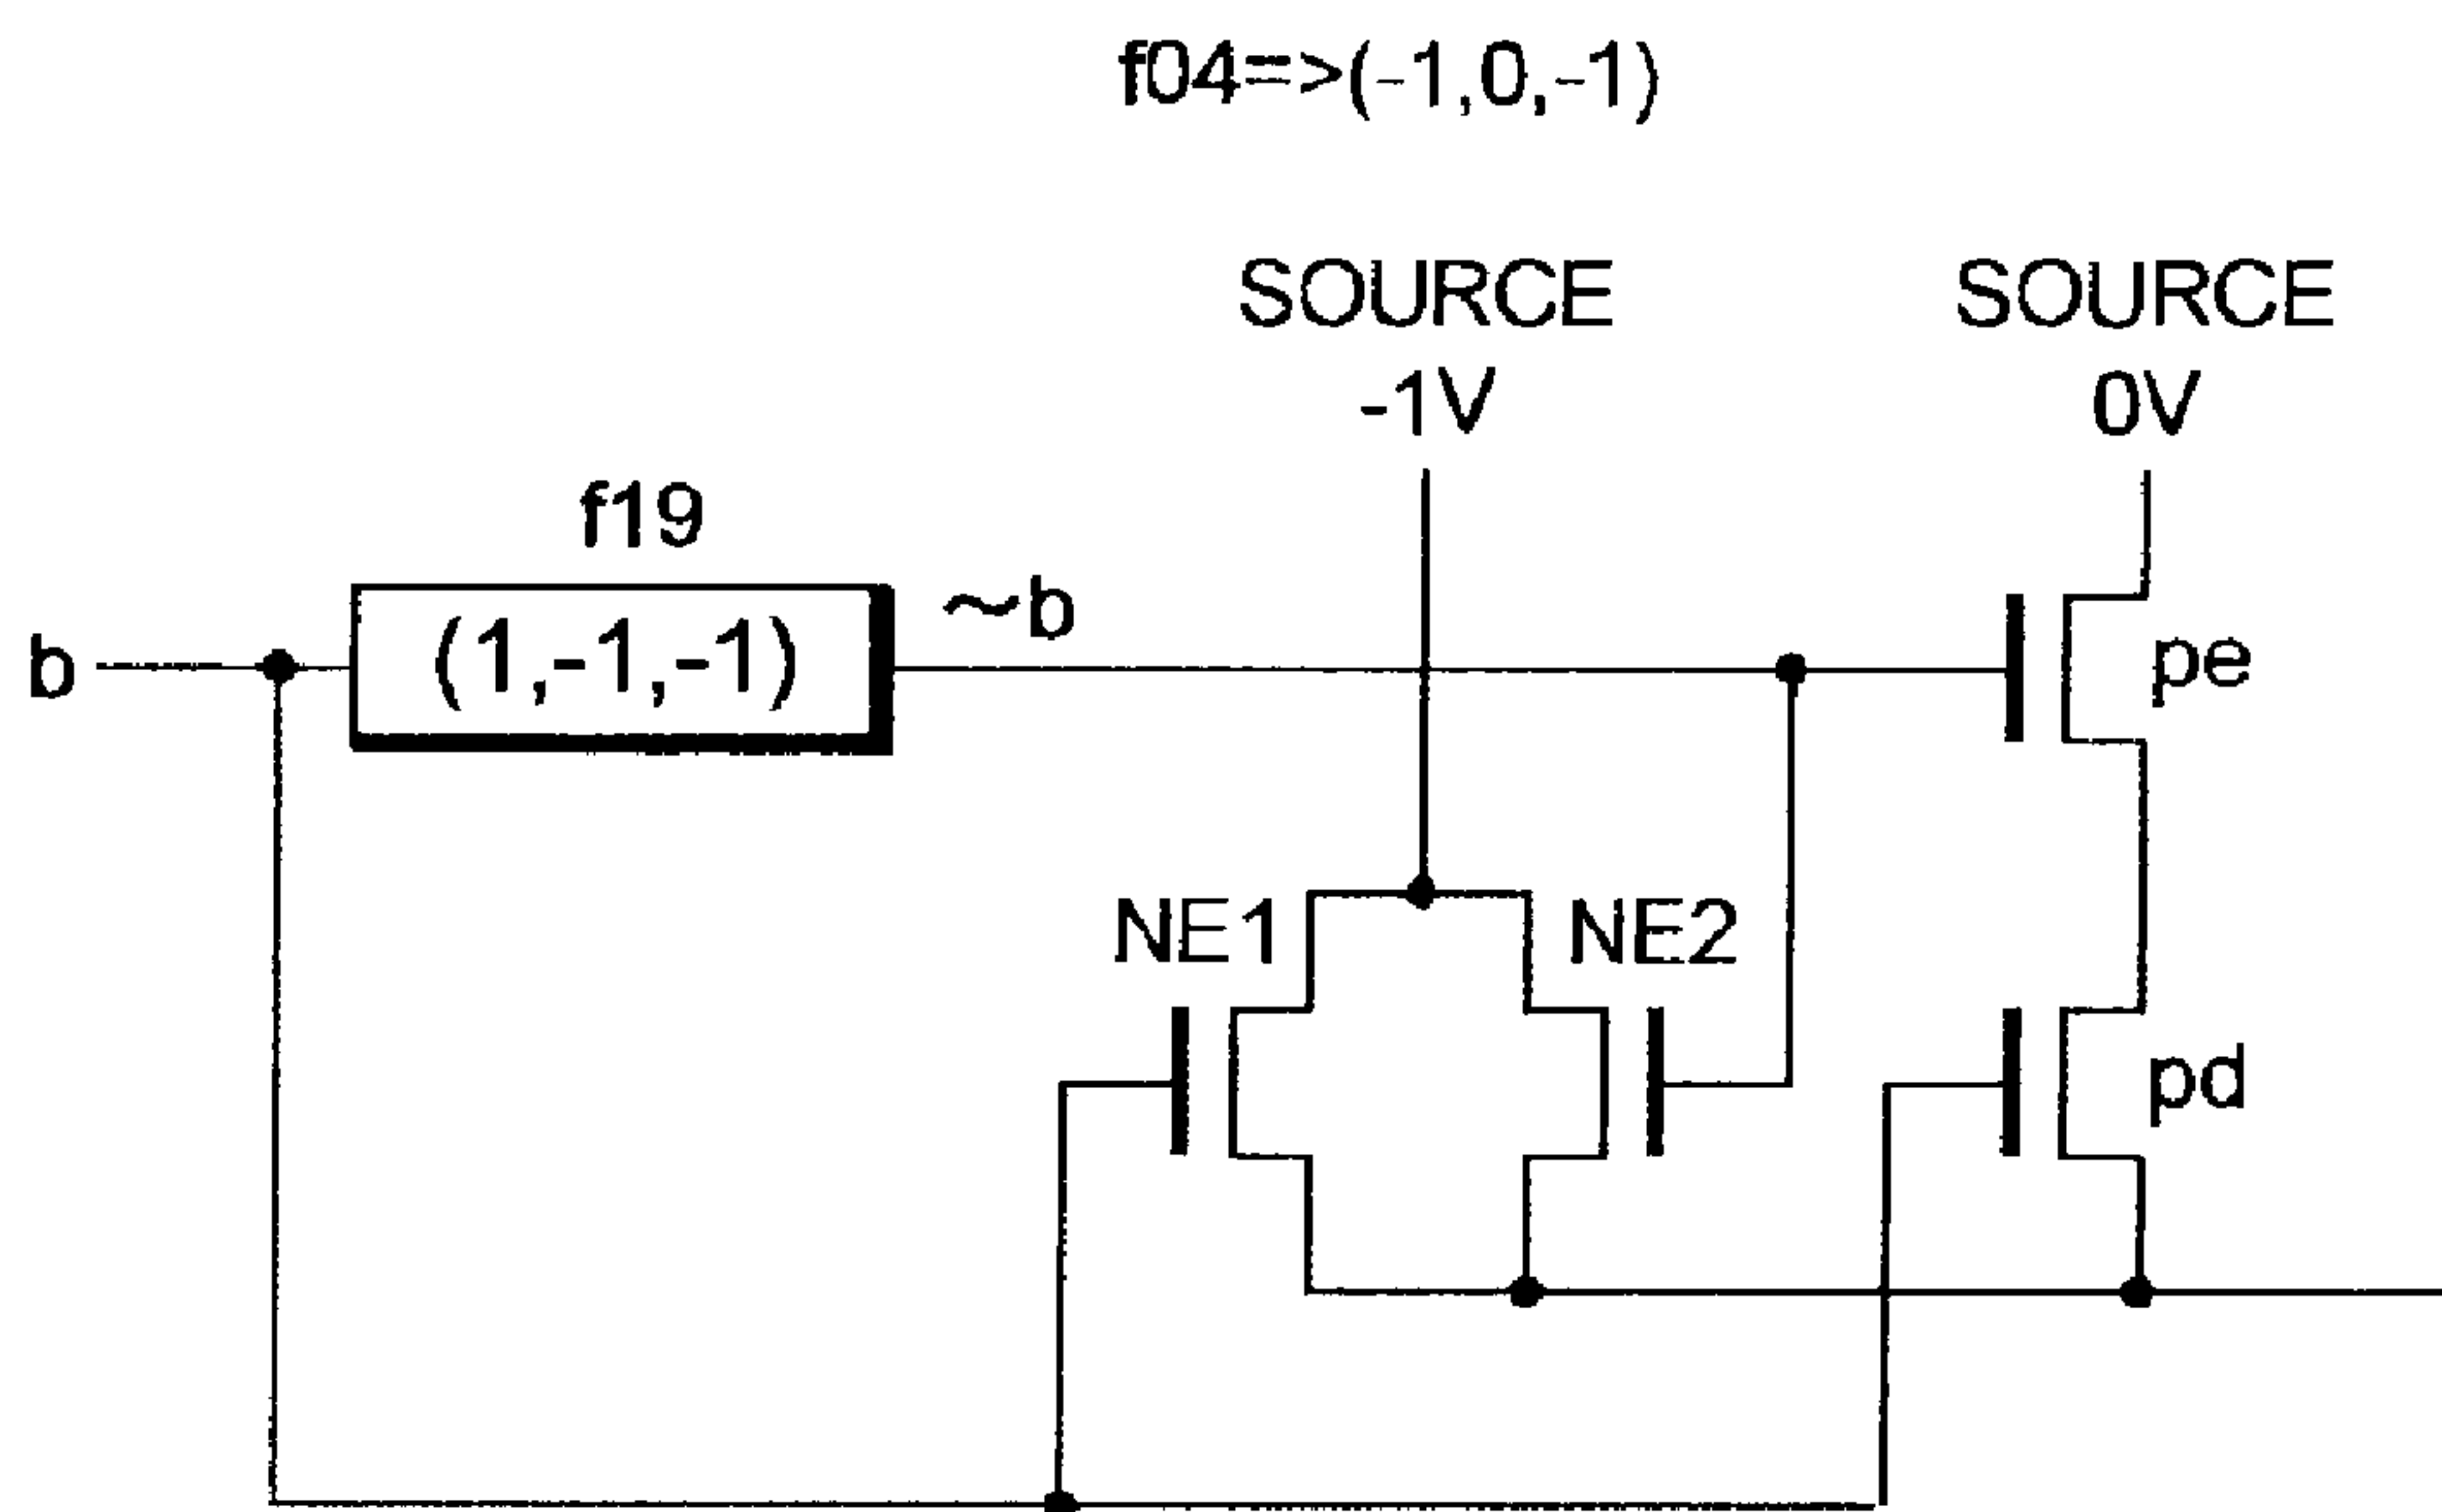 f04=>(-1,0,-1)
SOURCE
-1V
SOURCE
0V
f19
b
(1,-1,-1)
~b
pe
NE1
NE2
pd